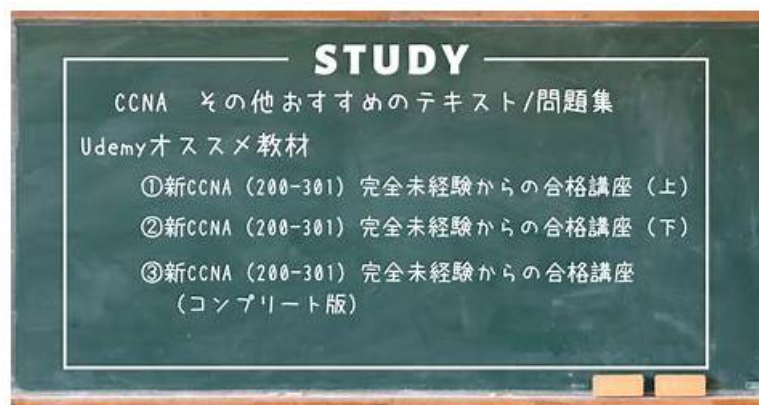 STUDY
CCNA その他おすすめのテキスト/問題集
Udemyオススメ教材
①新CCNA（200-301）完全未経験からの合格講座（上）
②新CCNA（200-301）完全未経験からの合格講座（下）
③新CCNA（200-301）完全未経験からの合格講座
（コンプリート版）